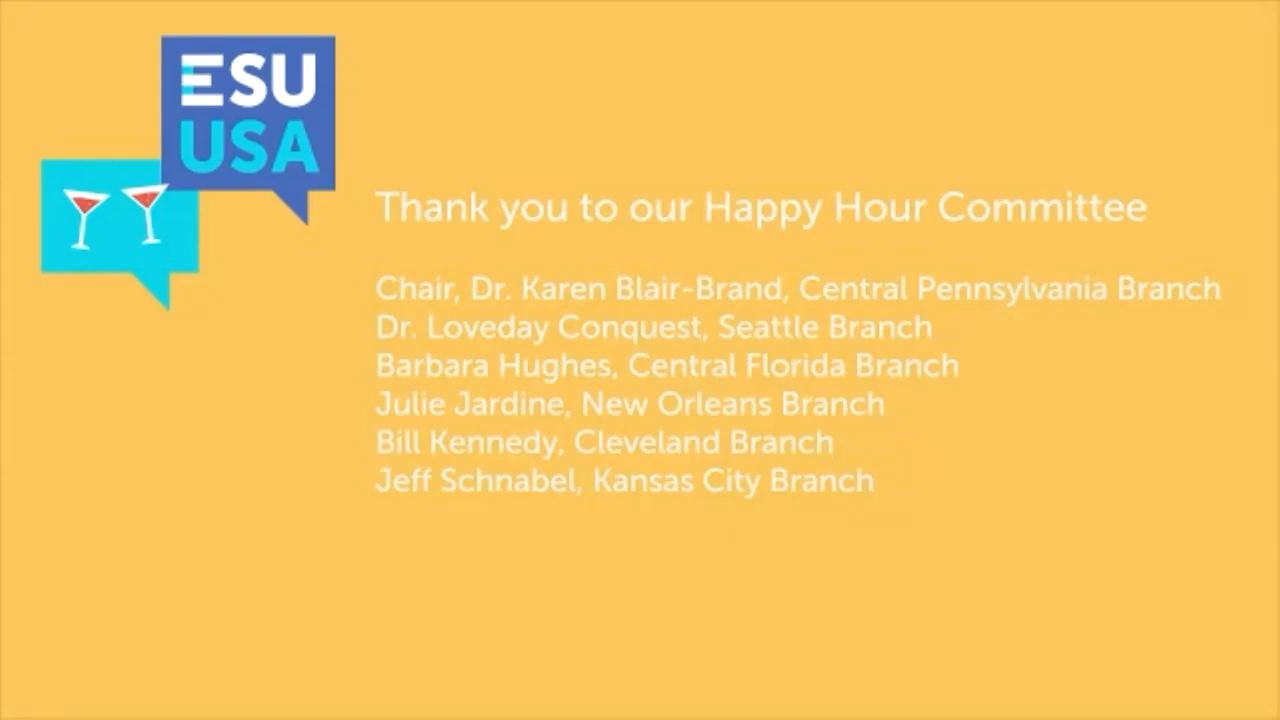 ESU
USA
Thank you to our Happy Hour Committee
Chair, Dr. Karen Blair-Brand, Central Pennsylvania Branch
Dr. Loveday Conquest, Seattle Branch
Barbara Hughes, Central Florida Branch
Julie Jardine, New Orleans Branch
Bill Kennedy, Cleveland Branch
Jeff Schnabel, Kansas City Branch